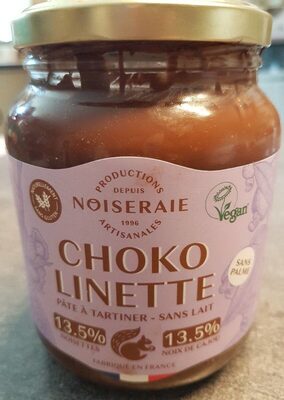 PRODUCTIONS
DEPUIS
NOISERAIE
1996
ARTISANALES
Vegan
CHOKO
LINETTE
SANS
PALME
PÂTE À TARTINER - SANS LAIT
13.5%
NOISETTES
13.5%
NOIX DE CAJOU
FABRIQUÉ EN FRANCE